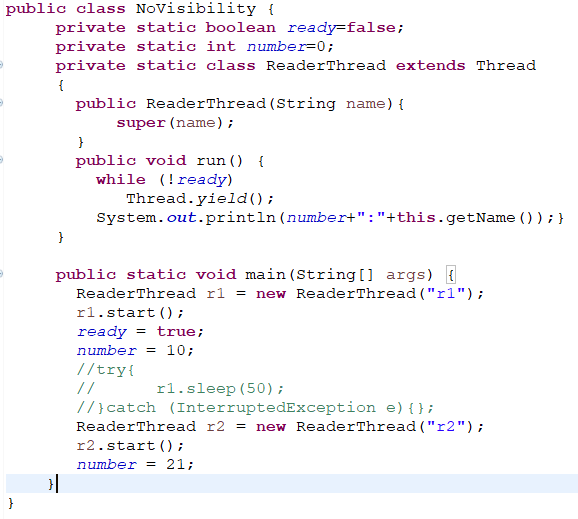 public class NoVisibility {
private static boolean ready=false;
private static int number=0;
private static class ReaderThread extends Thread
{
public ReaderThread(String name){
super(name);
}
public void run() {
while (!ready)
Thread.yield();
System.out.println(number+":"+this.getName());}
}
public static void main(String[] args) {
ReaderThread r1 = new ReaderThread("r1");
r1.start();
ready = true;
number = 10;
//try{
// r1.sleep(50);
//}catch (InterruptedException e){};
ReaderThread r2 = new ReaderThread("r2");
r2.start();
number = 21;
}
}